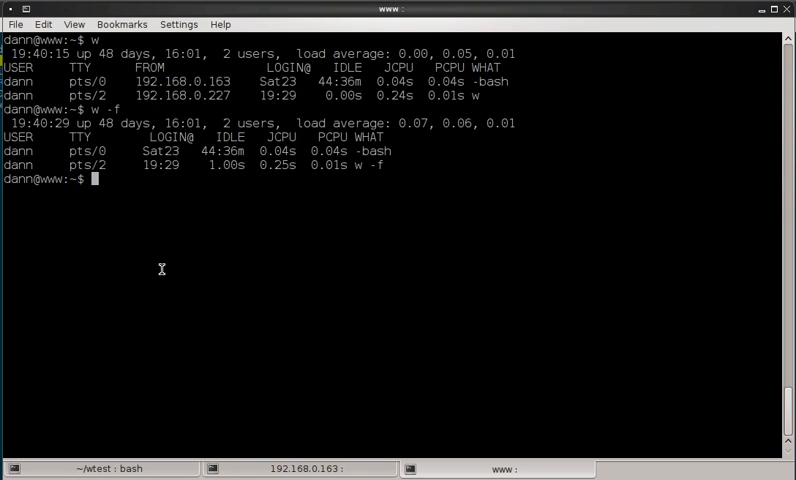 www :
File Edit View Bookmarks Settings Help
dann@www:~$ w
19:40:15 up 48 days, 16:01, 2 users, load average: 0.00, 0.05, 0.01
USER TTY FROM LOGIN@ IDLE JCPU PCPU WHAT
dann pts/0 192.168.0.163 Sat23 44:36m 0.04s 0.04s -bash
dann pts/2 192.168.0.227 19:29 0.00s 0.24s 0.01s w
dann@www:~$ w -f
19:40:29 up 48 days, 16:01, 2 users, load average: 0.07, 0.06, 0.01
USER TTY LOGIN@ IDLE JCPU PCPU WHAT
dann pts/0 Sat23 44:36m 0.04s 0.04s -bash
dann pts/2 19:29 1.00s 0.25s 0.01s w -f
dann@www:~$
~/wtest : bash 192.168.0.163 : www :